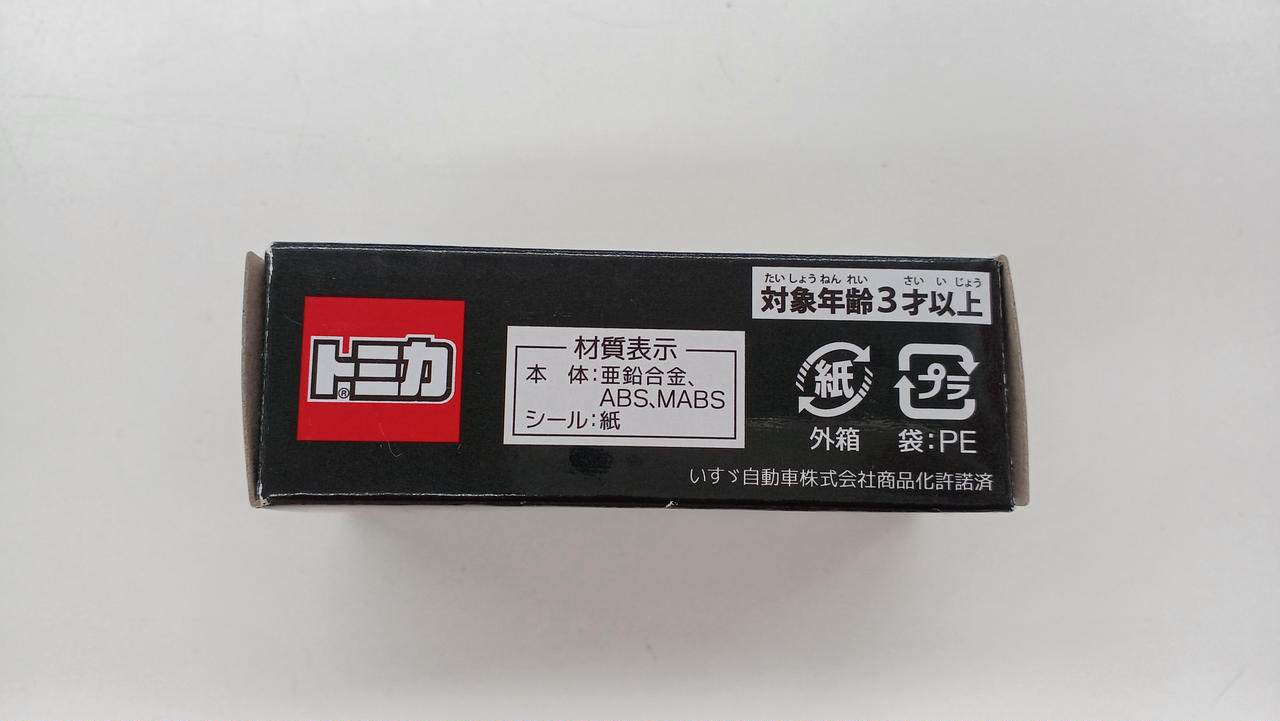 トミカ
®
材質表示
本 体:亜鉛合金、
ABS、MABS
シール:紙
たいしょうねんれい さいいじょう
対象年齢3才以上
紙
プラ
外箱
袋:PE
いすゞ自動車株式会社商品化許諾済